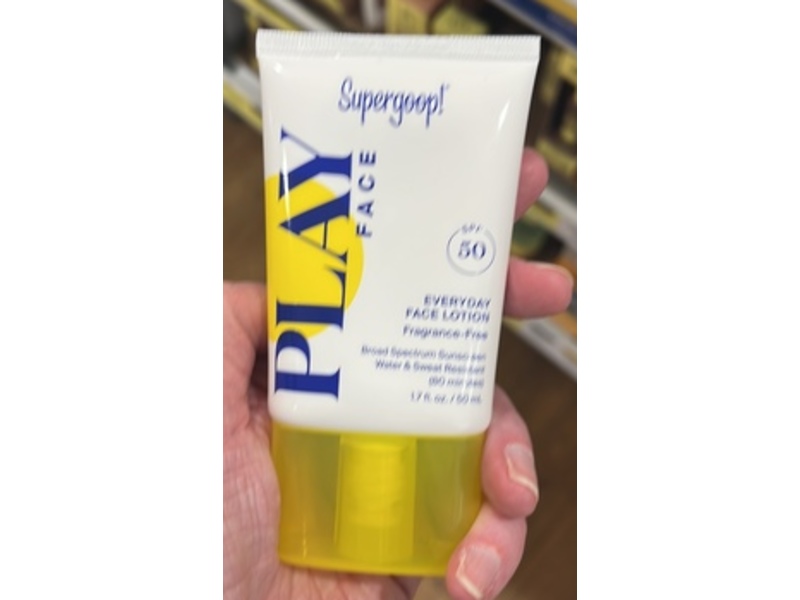 Supergoop!
PLAY
FACE
SPF
50
EVERYDAY
FACE LOTION
Fragrance-Free
Broad Spectrum Sunscreen
Water & Sweat Resistant
(80 minutes)
1.7 fl. oz. / 50 mL